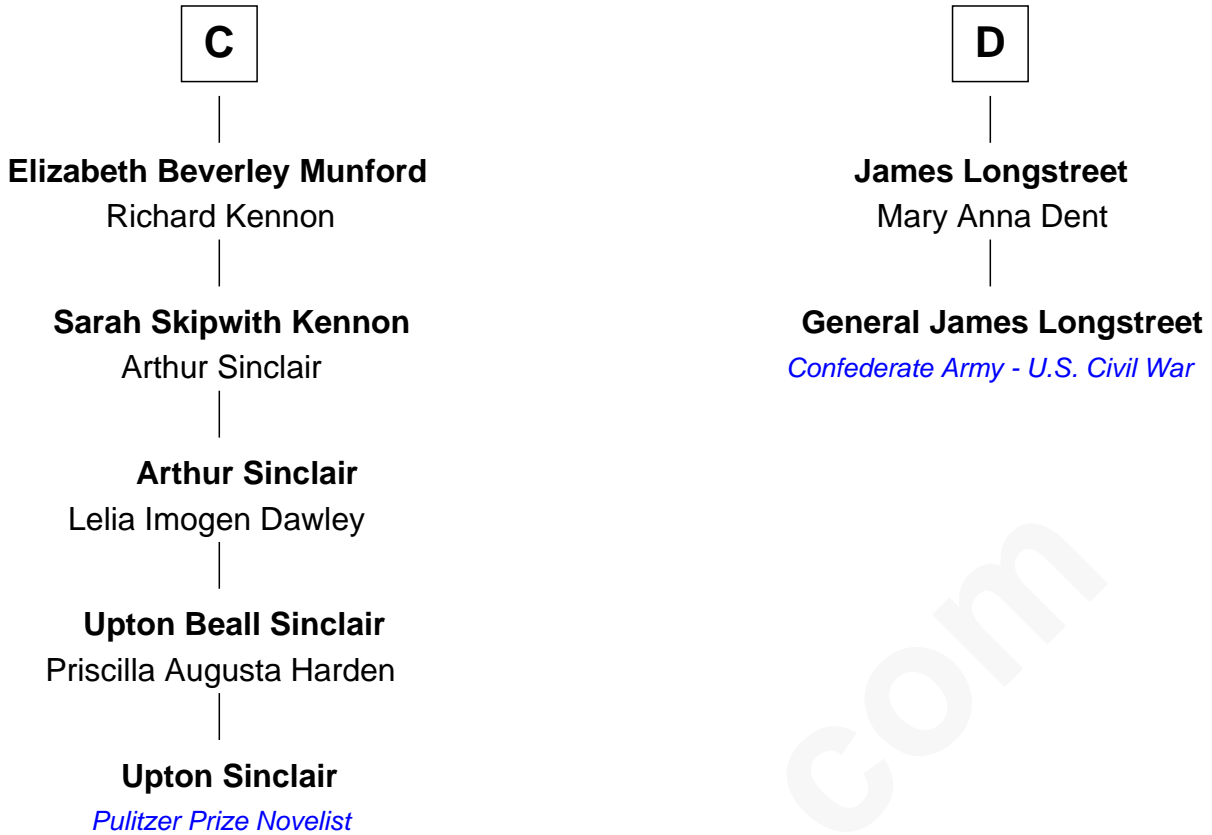 C
Elizabeth Beverley Munford
Richard Kennon
Sarah Skipwith Kennon
Arthur Sinclair
Arthur Sinclair
Lelia Imogen Dawley
Upton Beall Sinclair
Priscilla Augusta Harden
Upton Sinclair
Pulitzer Prize Novelist
D
James Longstreet
Mary Anna Dent
General James Longstreet
Confederate Army - U.S. Civil War
com